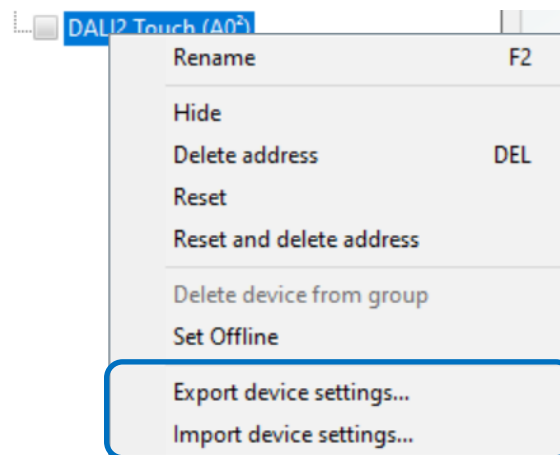 DALI2 Touch (A0²)
Rename F2
Hide
Delete address DEL
Reset
Reset and delete address
Delete device from group
Set Offline
Export device settings...
Import device settings...